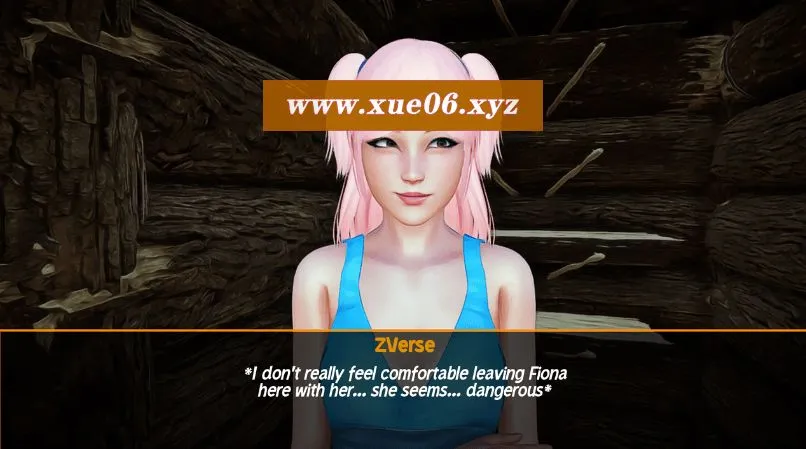 www.xue06.xyz
ZVerse
*I don't really feel comfortable leaving Fiona
here with her... she seems... dangerous*